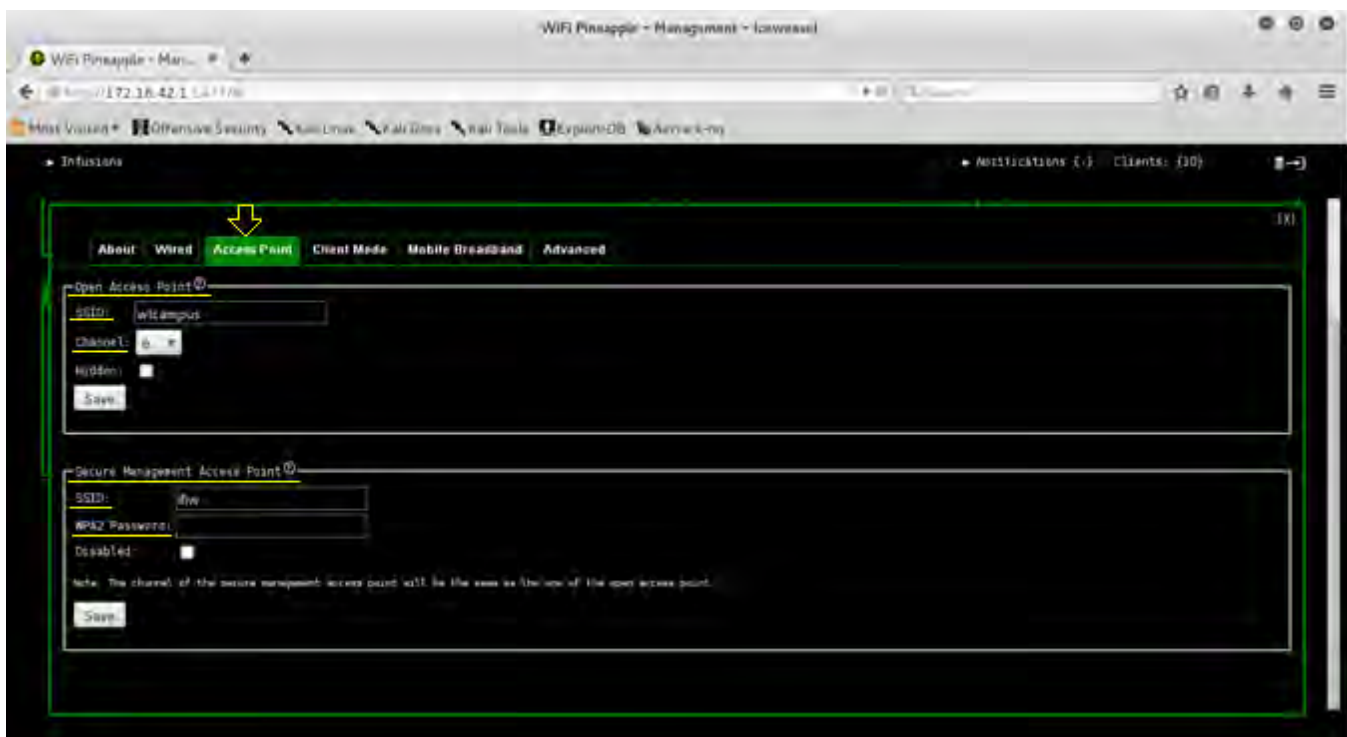 WiFi Pineapple - Management - Iceweasel
WiFi Pineapple - Man...
172.16.42.1
Most Visited Offensive Security Kali Linux Kali Docs Kali Tools Exploit-DB Aircrack-ng
Infusions
Notifications Clients:
[X]
About Wired Access Point Client Mode Mobile Broadband Advanced
Open Access Point
SSID: wlcampus
Channel: 6
Hidden:
Save
Secure Management Access Point
SSID:
WPA2 Password:
Disabled:
Note: The channel of the secure management access point will be the same as the one of the open access point.
Save